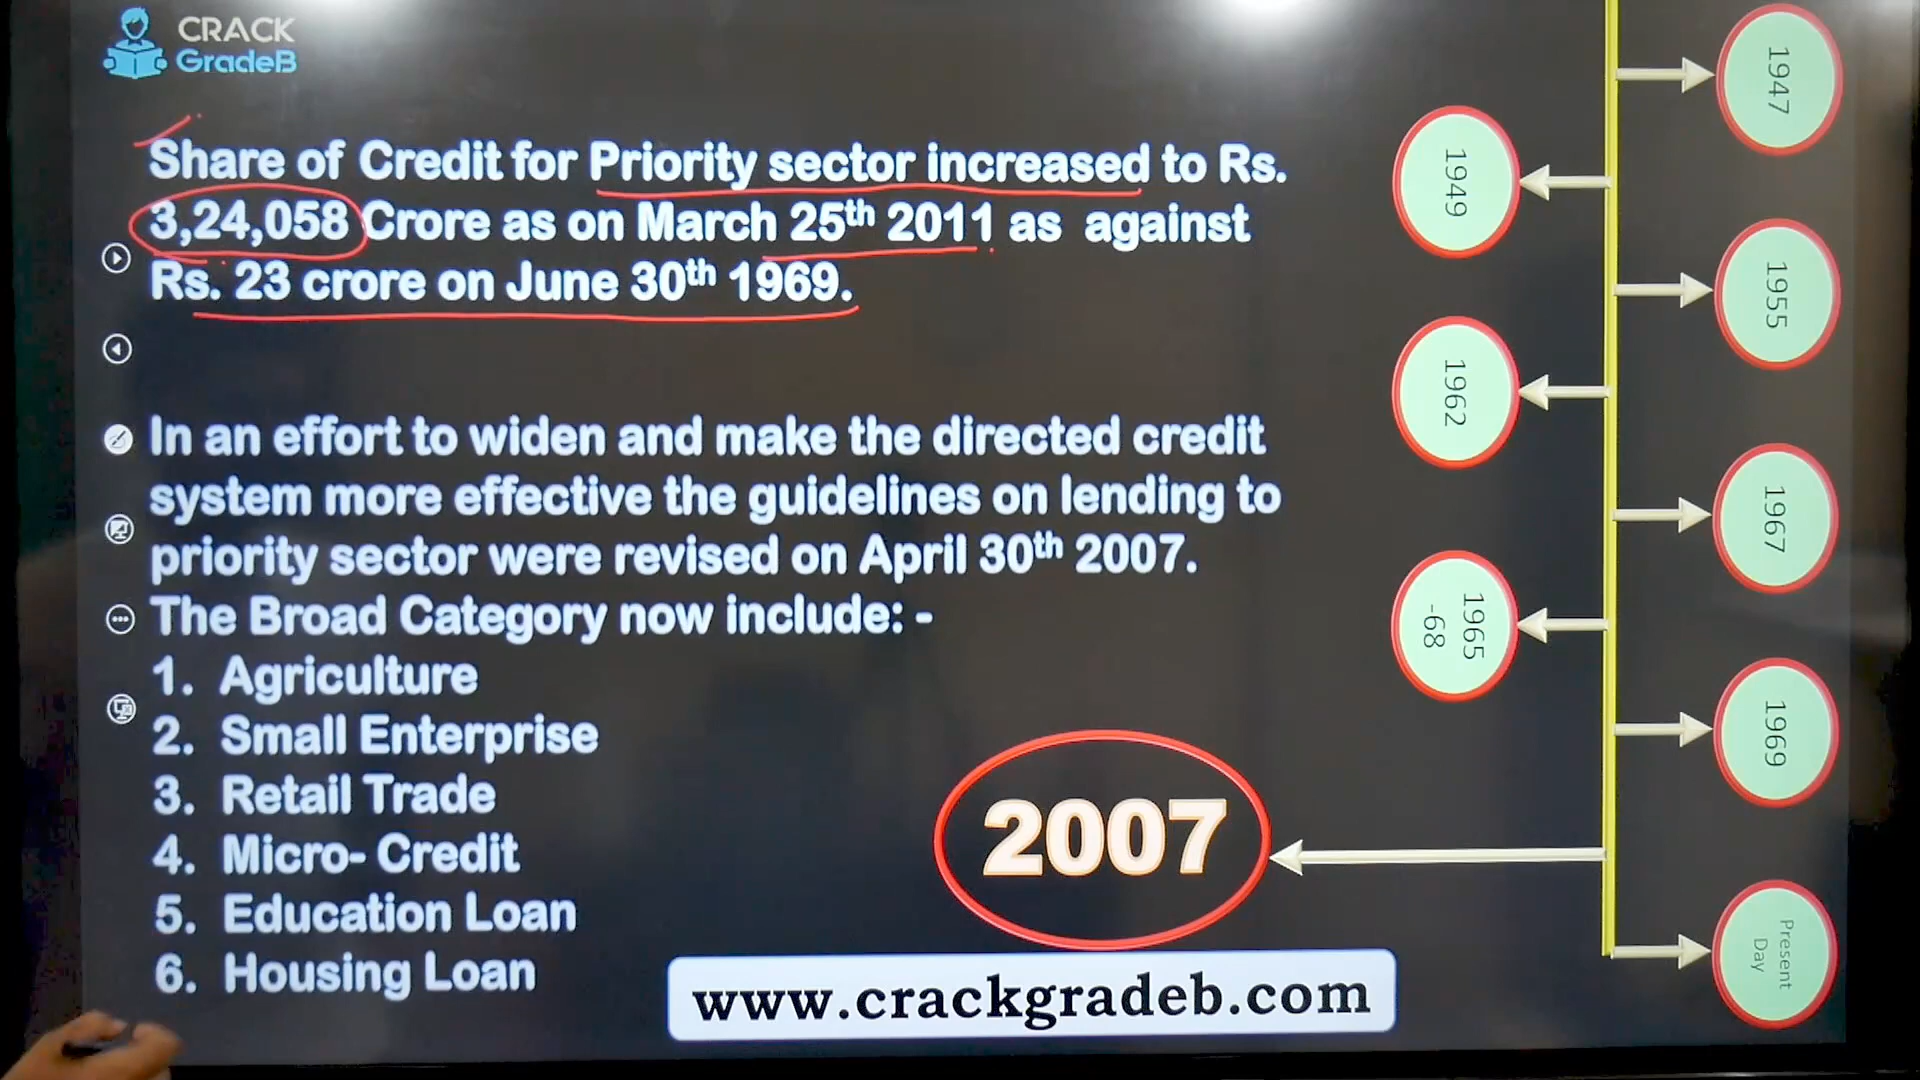 CRACK
GradeB
Share of Credit for Priority sector increased to Rs.
3,24,058 Crore as on March 25th 2011 as against
Rs. 23 crore on June 30th 1969.
In an effort to widen and make the directed credit
system more effective the guidelines on lending to
priority sector were revised on April 30th 2007.
The Broad Category now include: -
1. Agriculture
2. Small Enterprise
3. Retail Trade
4. Micro- Credit
5. Education Loan
6. Housing Loan
2007
www.crackgradeb.com
1947
1949
1955
1962
1967
1965
-68
1969
Present
Day